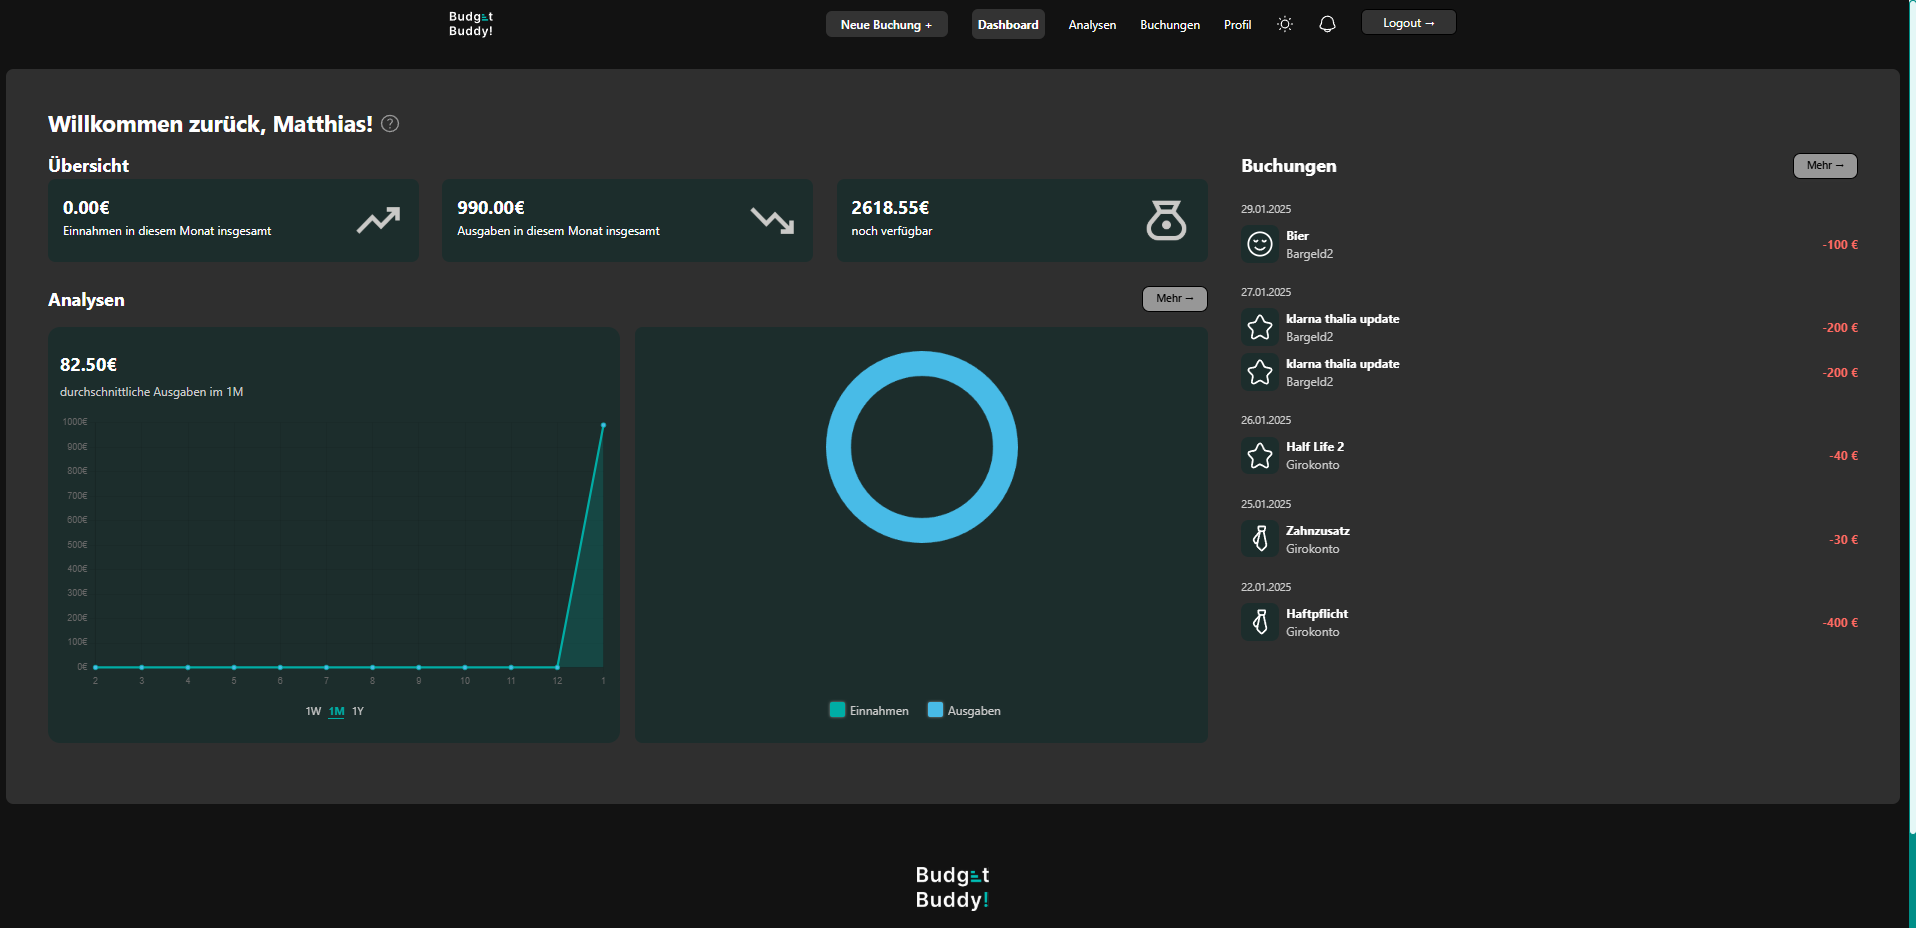 Budget
Buddy!
Neue Buchung +
Dashboard
Analysen
Buchungen
Profil
Logout →
Willkommen zurück, Matthias! ?
Übersicht
0.00€
Einnahmen in diesem Monat insgesamt
990.00€
Ausgaben in diesem Monat insgesamt
2618.55€
noch verfügbar
Analysen
Mehr →
82.50€
durchschnittliche Ausgaben im 1M
1000€
900€
800€
700€
600€
500€
400€
300€
200€
100€
0€
2 3 4 5 6 7 8 9 10 11 12 1
1W 1M 1Y
Einnahmen Ausgaben
Buchungen
Mehr →
29.01.2025
Bier
Bargeld2
-100 €
27.01.2025
klarna thalia update
Bargeld2
-200 €
klarna thalia update
Bargeld2
-200 €
26.01.2025
Half Life 2
Girokonto
-40 €
25.01.2025
Zahnzusatz
Girokonto
-30 €
22.01.2025
Haftpflicht
Girokonto
-400 €
Budget
Buddy!